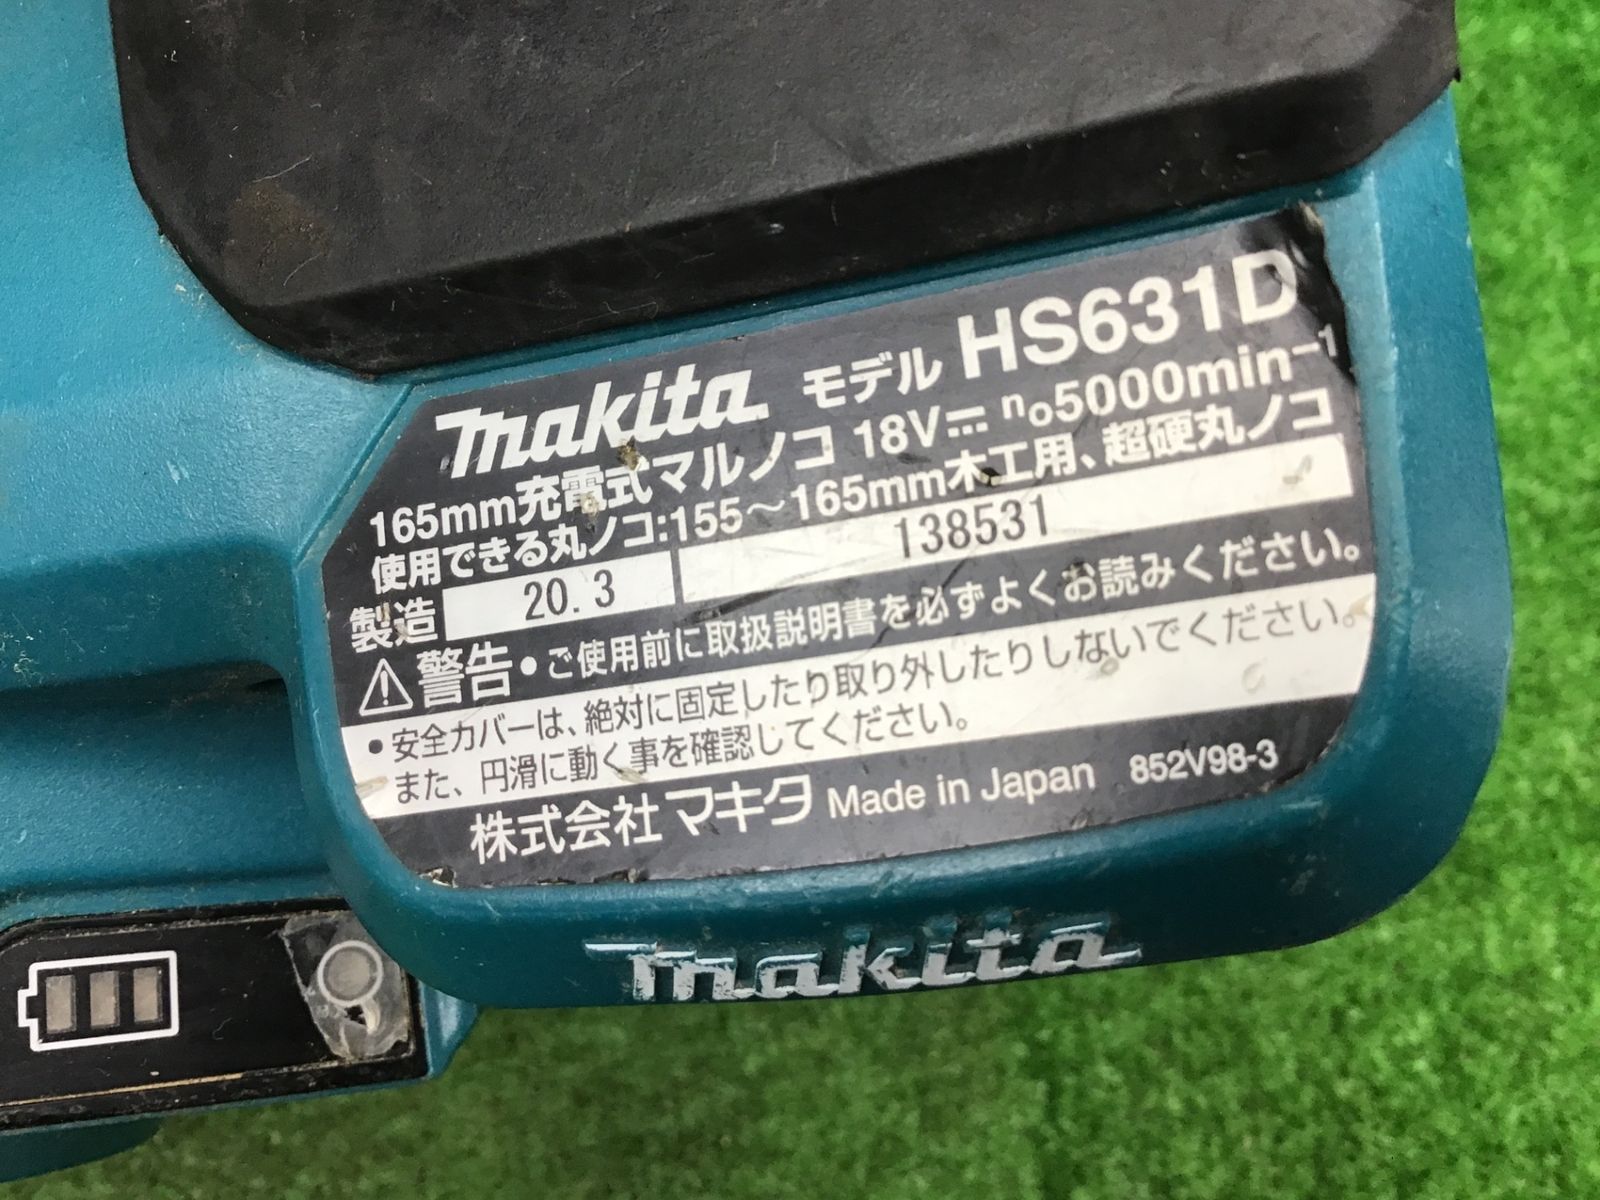 makita モデル HS631D
165mm充電式マルノコ 18V⎓ n₀5000min⁻¹
使用できる丸ノコ:155～165mm木工用、超硬丸ノコ
製造 20.3 138531
⚠警告 ●ご使用前に取扱説明書を必ずよくお読みください。
●安全カバーは、絶対に固定したり取り外したりしないでください。
また、円滑に動く事を確認してください。
株式会社マキタ Made in Japan 852V98-3
makita